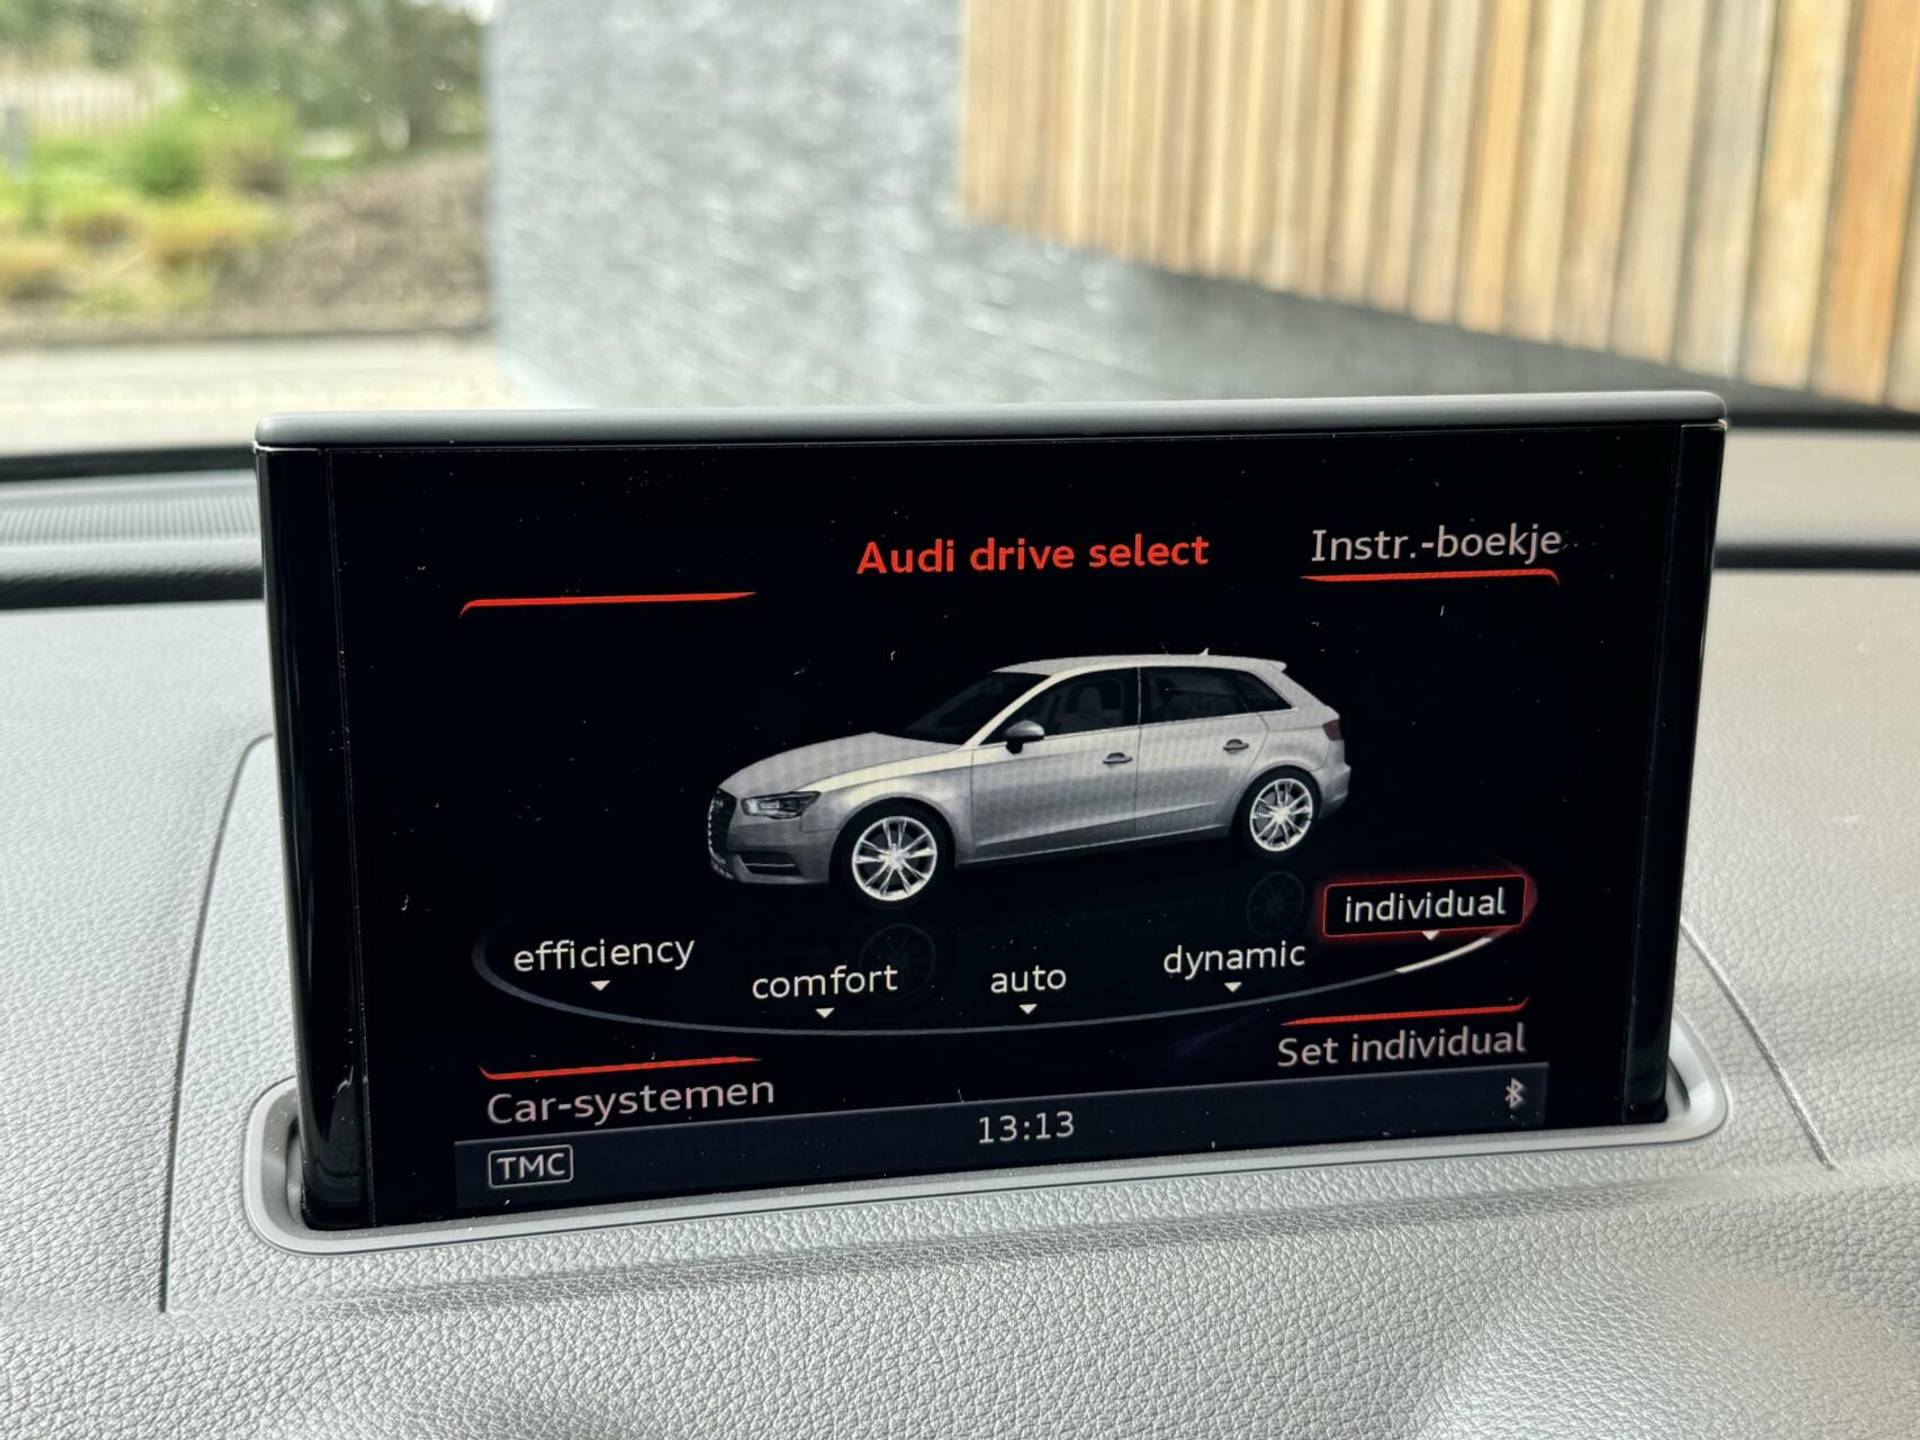 Audi drive select
Instr.-boekje
individual
efficiency
comfort
auto
dynamic
Set individual
Car-systemen
13:13
TMC